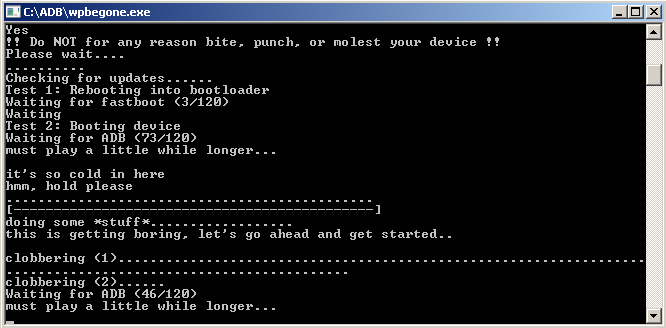 C:\ADB\wpbegone.exe
Yes
!! Do NOT for any reason bite, punch, or molest your device !!
Please wait....
..........
Checking for updates......
Test 1: Rebooting into bootloader
Waiting for fastboot (3/120)
Waiting
Test 2: Booting device
Waiting for ADB (73/120)
must play a little while longer...
it's so cold in here
hmm, hold please
..............................................
[---------------------------------------------]
doing some *stuff*..................
this is getting boring, let's go ahead and get started..
clobbering (1)..................................................................
...........................................
clobbering (2)......
Waiting for ADB (46/120)
must play a little while longer...